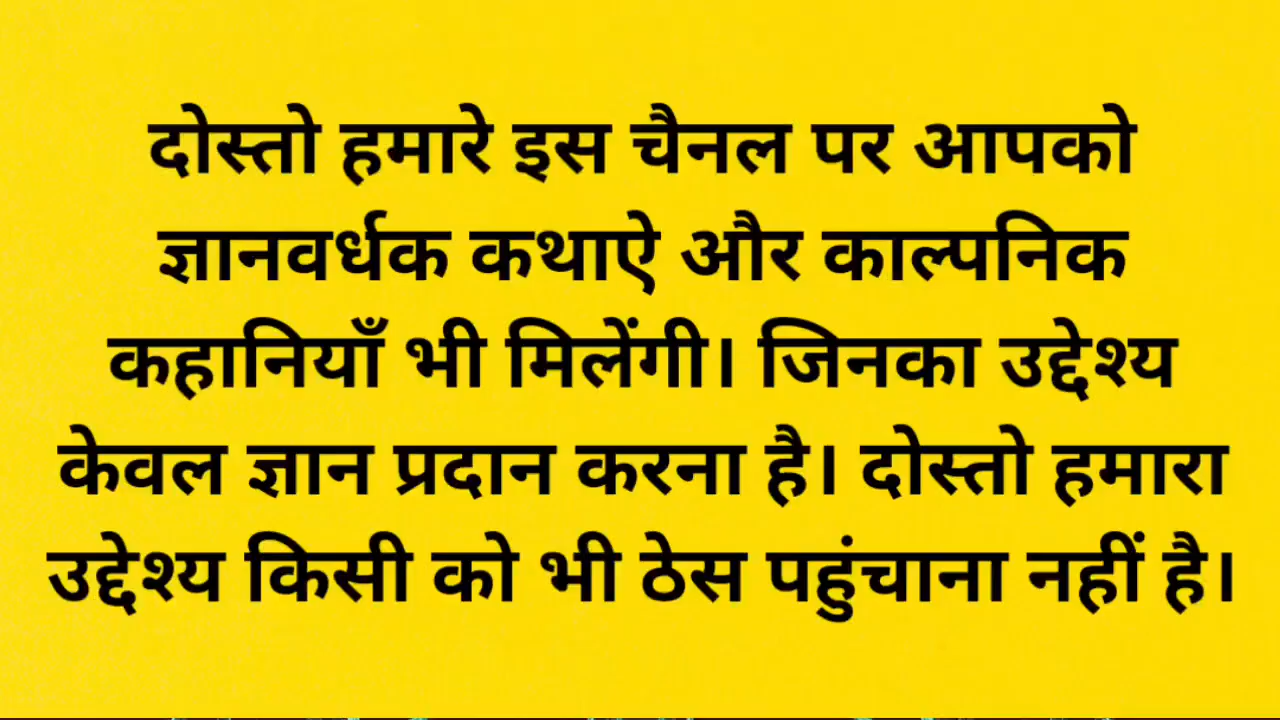 दोस्तो हमारे इस चैनल पर आपको
ज्ञानवर्धक कथाऐ और काल्पनिक
कहानियाँ भी मिलेंगी। जिनका उद्देश्य
केवल ज्ञान प्रदान करना है। दोस्तो हमारा
उद्देश्य किसी को भी ठेस पहुंचाना नहीं है।